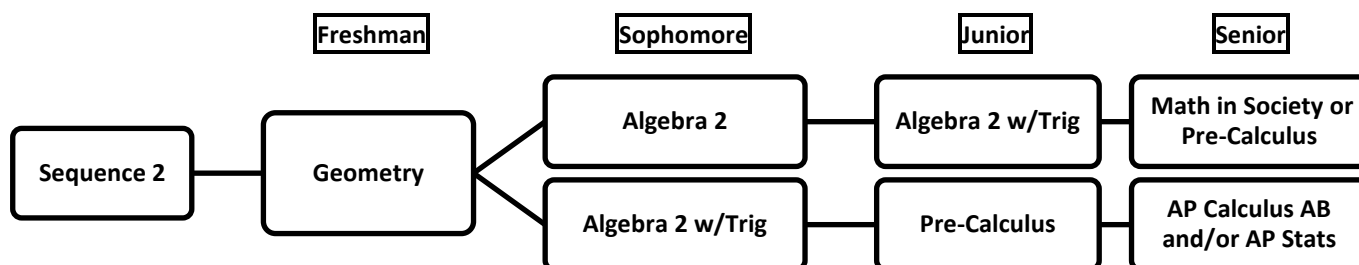 Freshman
Sophomore
Junior
Senior
Sequence 2
Geometry
Algebra 2
Algebra 2 w/Trig
Math in Society or
Pre-Calculus
Algebra 2 w/Trig
Pre-Calculus
AP Calculus AB
and/or AP Stats